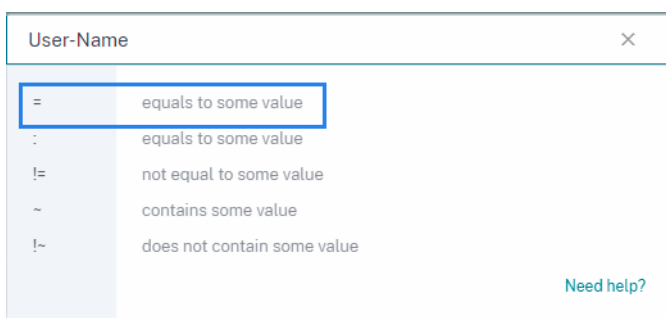 User-Name ×
= equals to some value
: equals to some value
!= not equal to some value
~ contains some value
!~ does not contain some value
Need help?